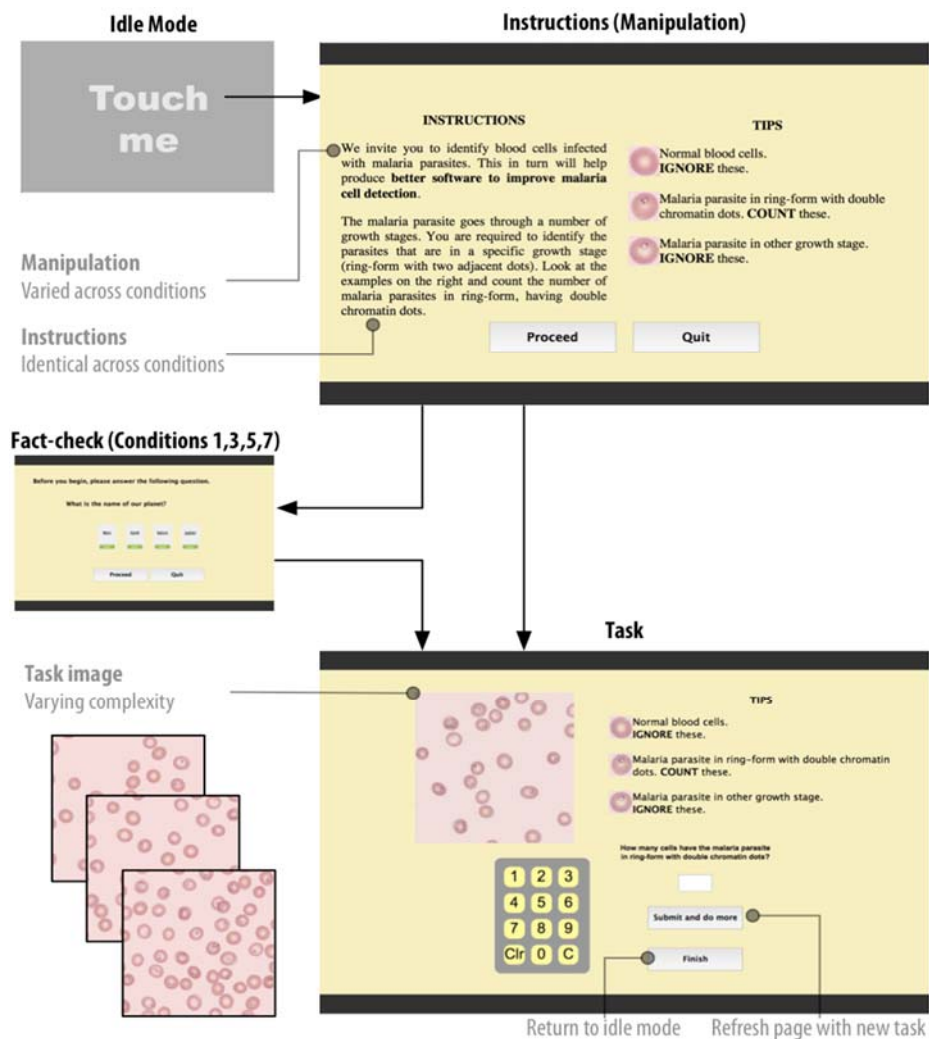 Idle Mode
Touch
me
Instructions (Manipulation)
INSTRUCTIONS
We invite you to identify blood cells infected
with malaria parasites. This in turn will help
produce better software to improve malaria
cell detection.
The malaria parasite goes through a number of
growth stages. You are required to identify the
parasites that are in a specific growth stage
(ring-form with two adjacent dots). Look at the
examples on the right and count the number of
malaria parasites in ring-form, having double
chromatin dots.
TIPS
Normal blood cells.
IGNORE these.
Malaria parasite in ring-form with double
chromatin dots. COUNT these.
Malaria parasite in other growth stage.
IGNORE these.
Proceed
Quit
Manipulation
Varied across conditions
Instructions
Identical across conditions
Fact-check (Conditions 1,3,5,7)
Before you begin, please answer the following question.
What is the name of our planet?
Proceed
Quit
Task
Task image
Varying complexity
TIPS
Normal blood cells.
IGNORE these.
Malaria parasite in ring-form with double chromatin
dots. COUNT these.
Malaria parasite in other growth stage.
IGNORE these.
How many cells have the malaria parasite
in ring-form with double chromatin dots?
1 2 3
4 5 6
7 8 9
Clr 0 C
Submit and do more
Finish
Return to idle mode
Refresh page with new task